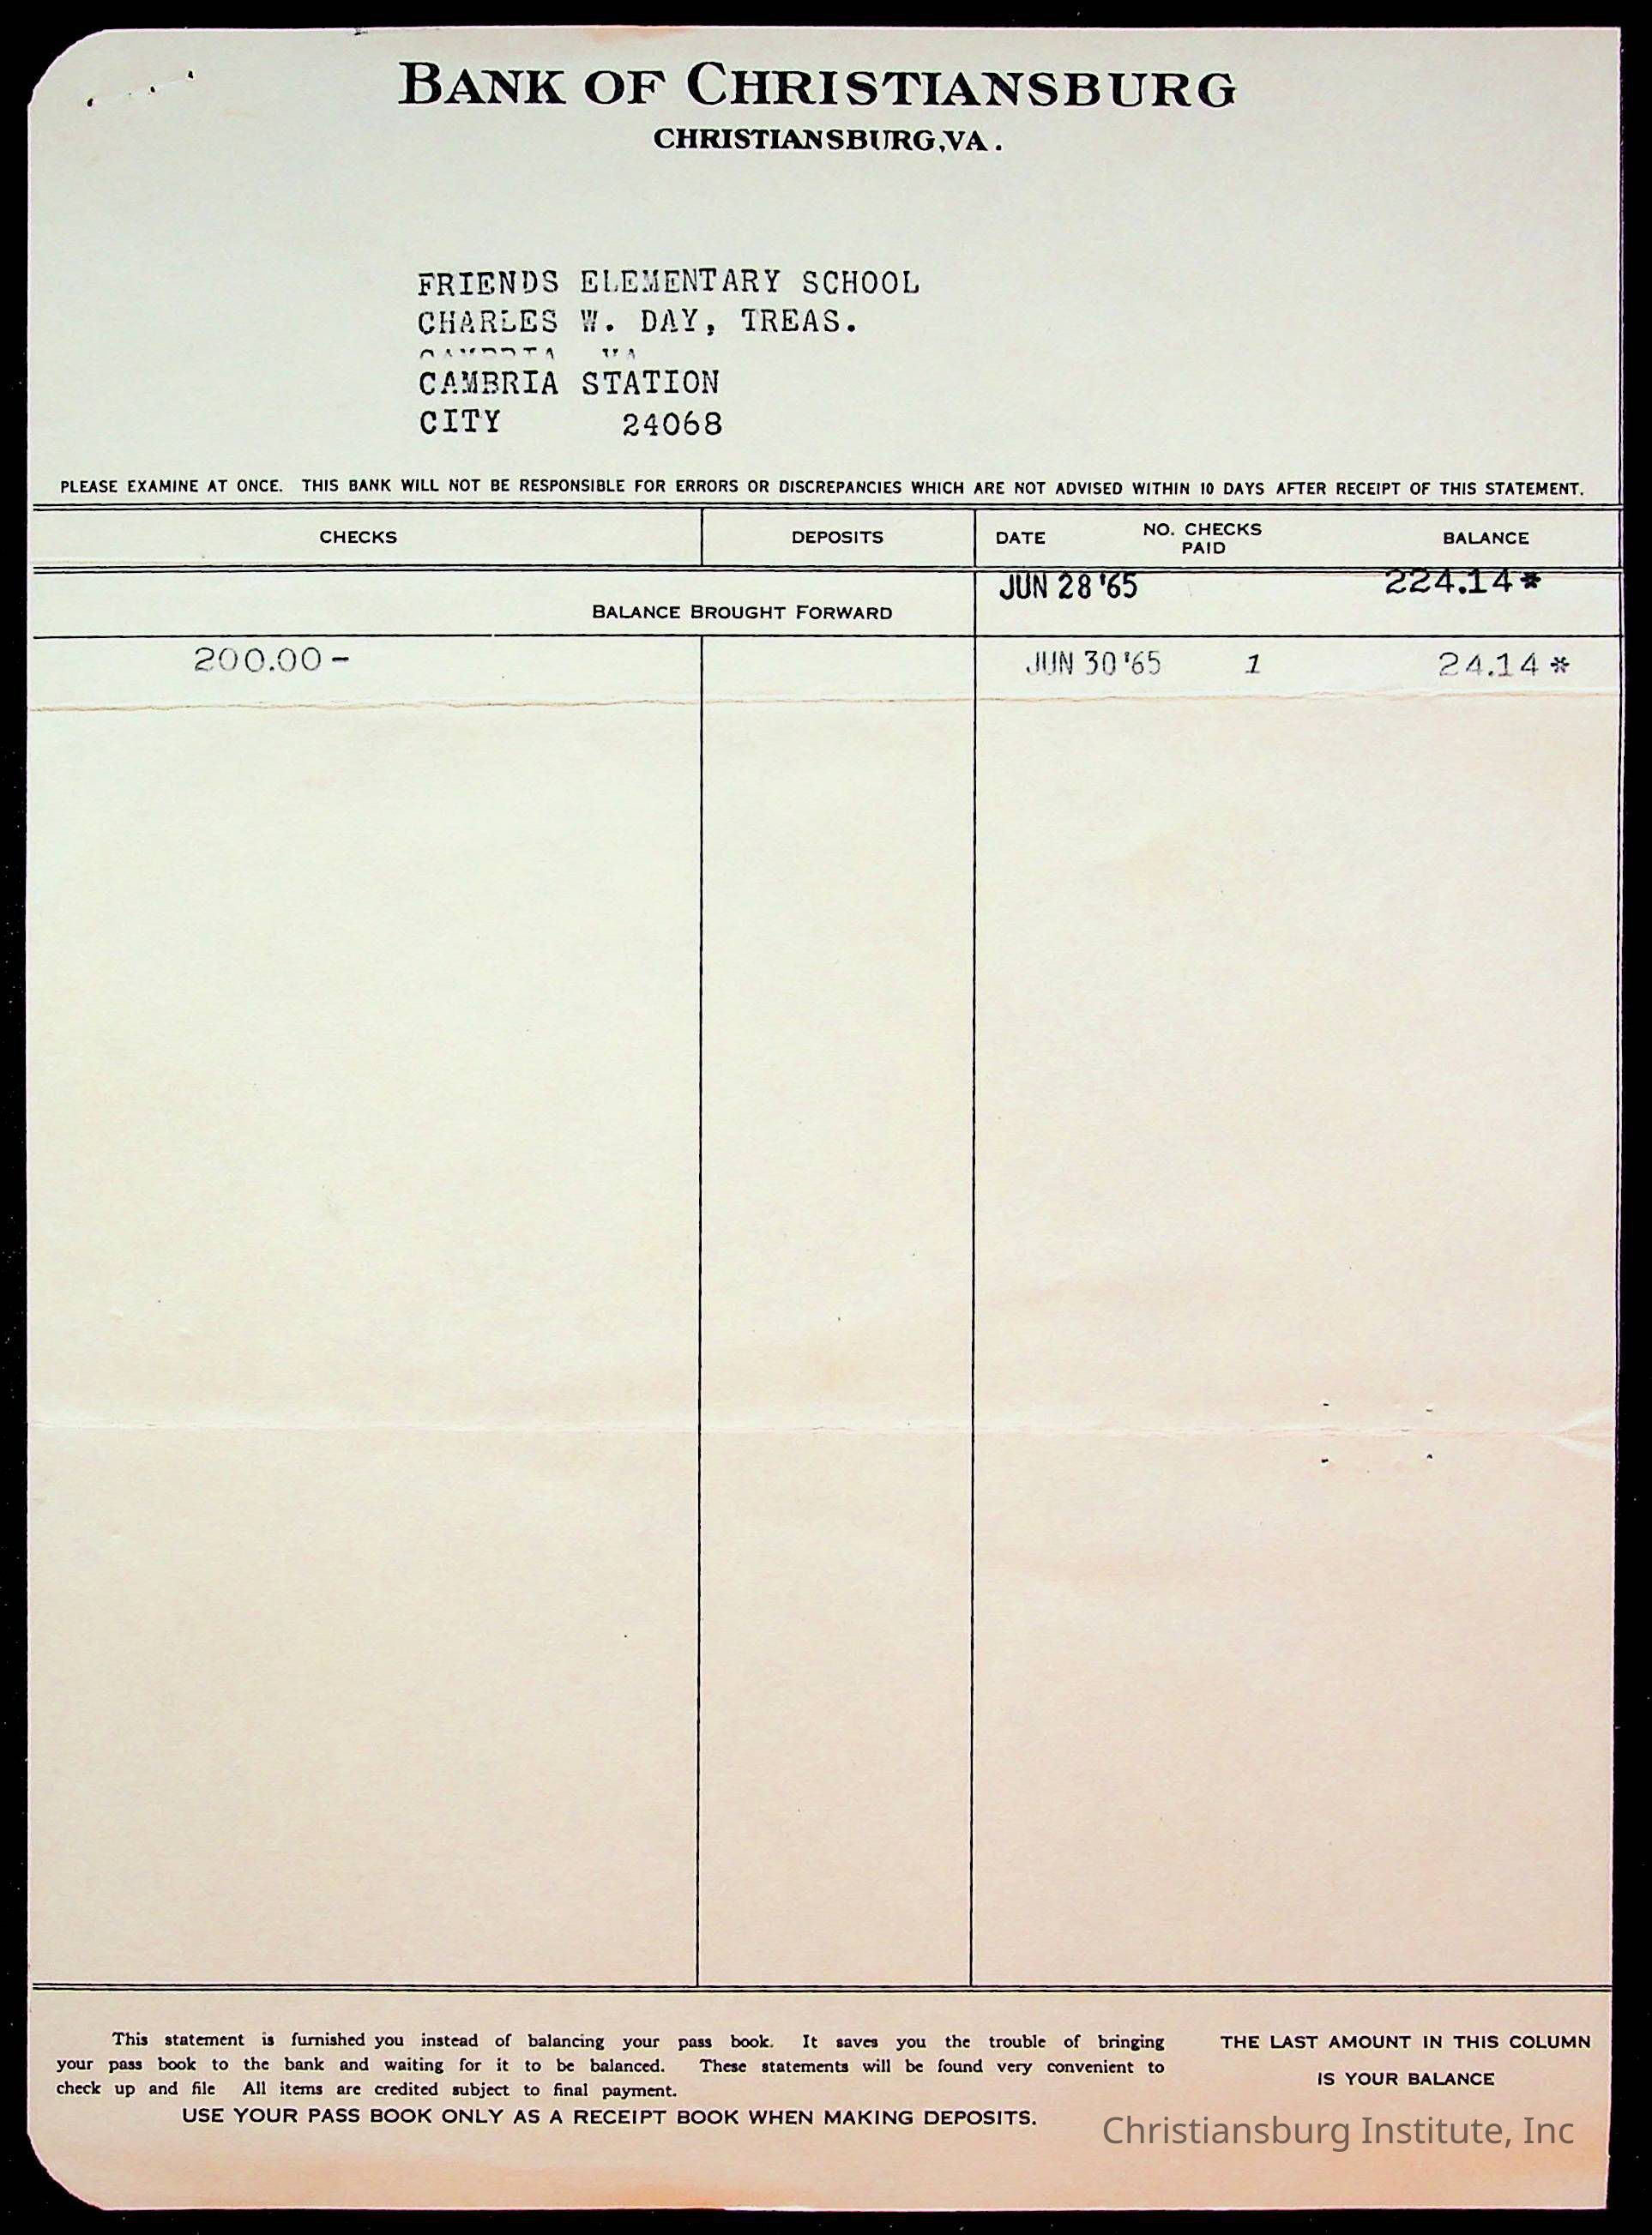 BANK OF CHRISTIANSBURG
CHRISTIANSBURG, VA.
FRIENDS ELEMENTARY SCHOOL
CHARLES W. DAY, TREAS.
CAMBRIA VA
CAMBRIA STATION
CITY 24068
PLEASE EXAMINE AT ONCE. THIS BANK WILL NOT BE RESPONSIBLE FOR ERRORS OR DISCREPANCIES WHICH ARE NOT ADVISED WITHIN 10 DAYS AFTER RECEIPT OF THIS STATEMENT.
CHECKS DEPOSITS DATE NO. CHECKS PAID BALANCE
BALANCE BROUGHT FORWARD JUN 28 '65 224.14*
200.00- JUN 30 '65 1 24.14*
This statement is furnished you instead of balancing your pass book. It saves you the trouble of bringing
your pass book to the bank and waiting for it to be balanced. These statements will be found very convenient to
check up and file All items are credited subject to final payment.
USE YOUR PASS BOOK ONLY AS A RECEIPT BOOK WHEN MAKING DEPOSITS.
THE LAST AMOUNT IN THIS COLUMN
IS YOUR BALANCE
Christiansburg Institute, Inc